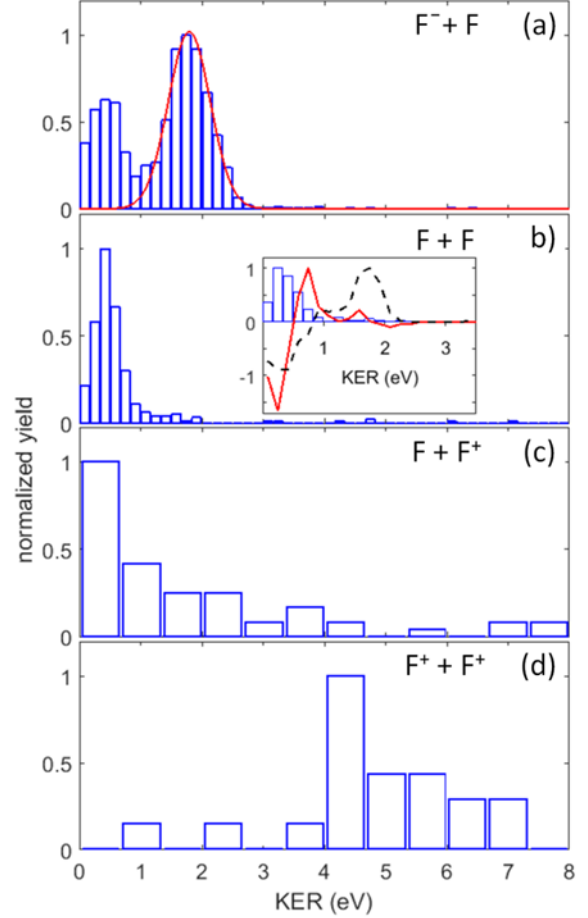 F⁻ + F (a)
1
0.5
0
F + F b)
1
0.5
0
1
0
-1
1 2 3
KER (eV)
F + F⁺ (c)
1
0.5
0
F⁺ + F⁺ (d)
1
0.5
0
0 1 2 3 4 5 6 7 8
KER (eV)
normalized yield